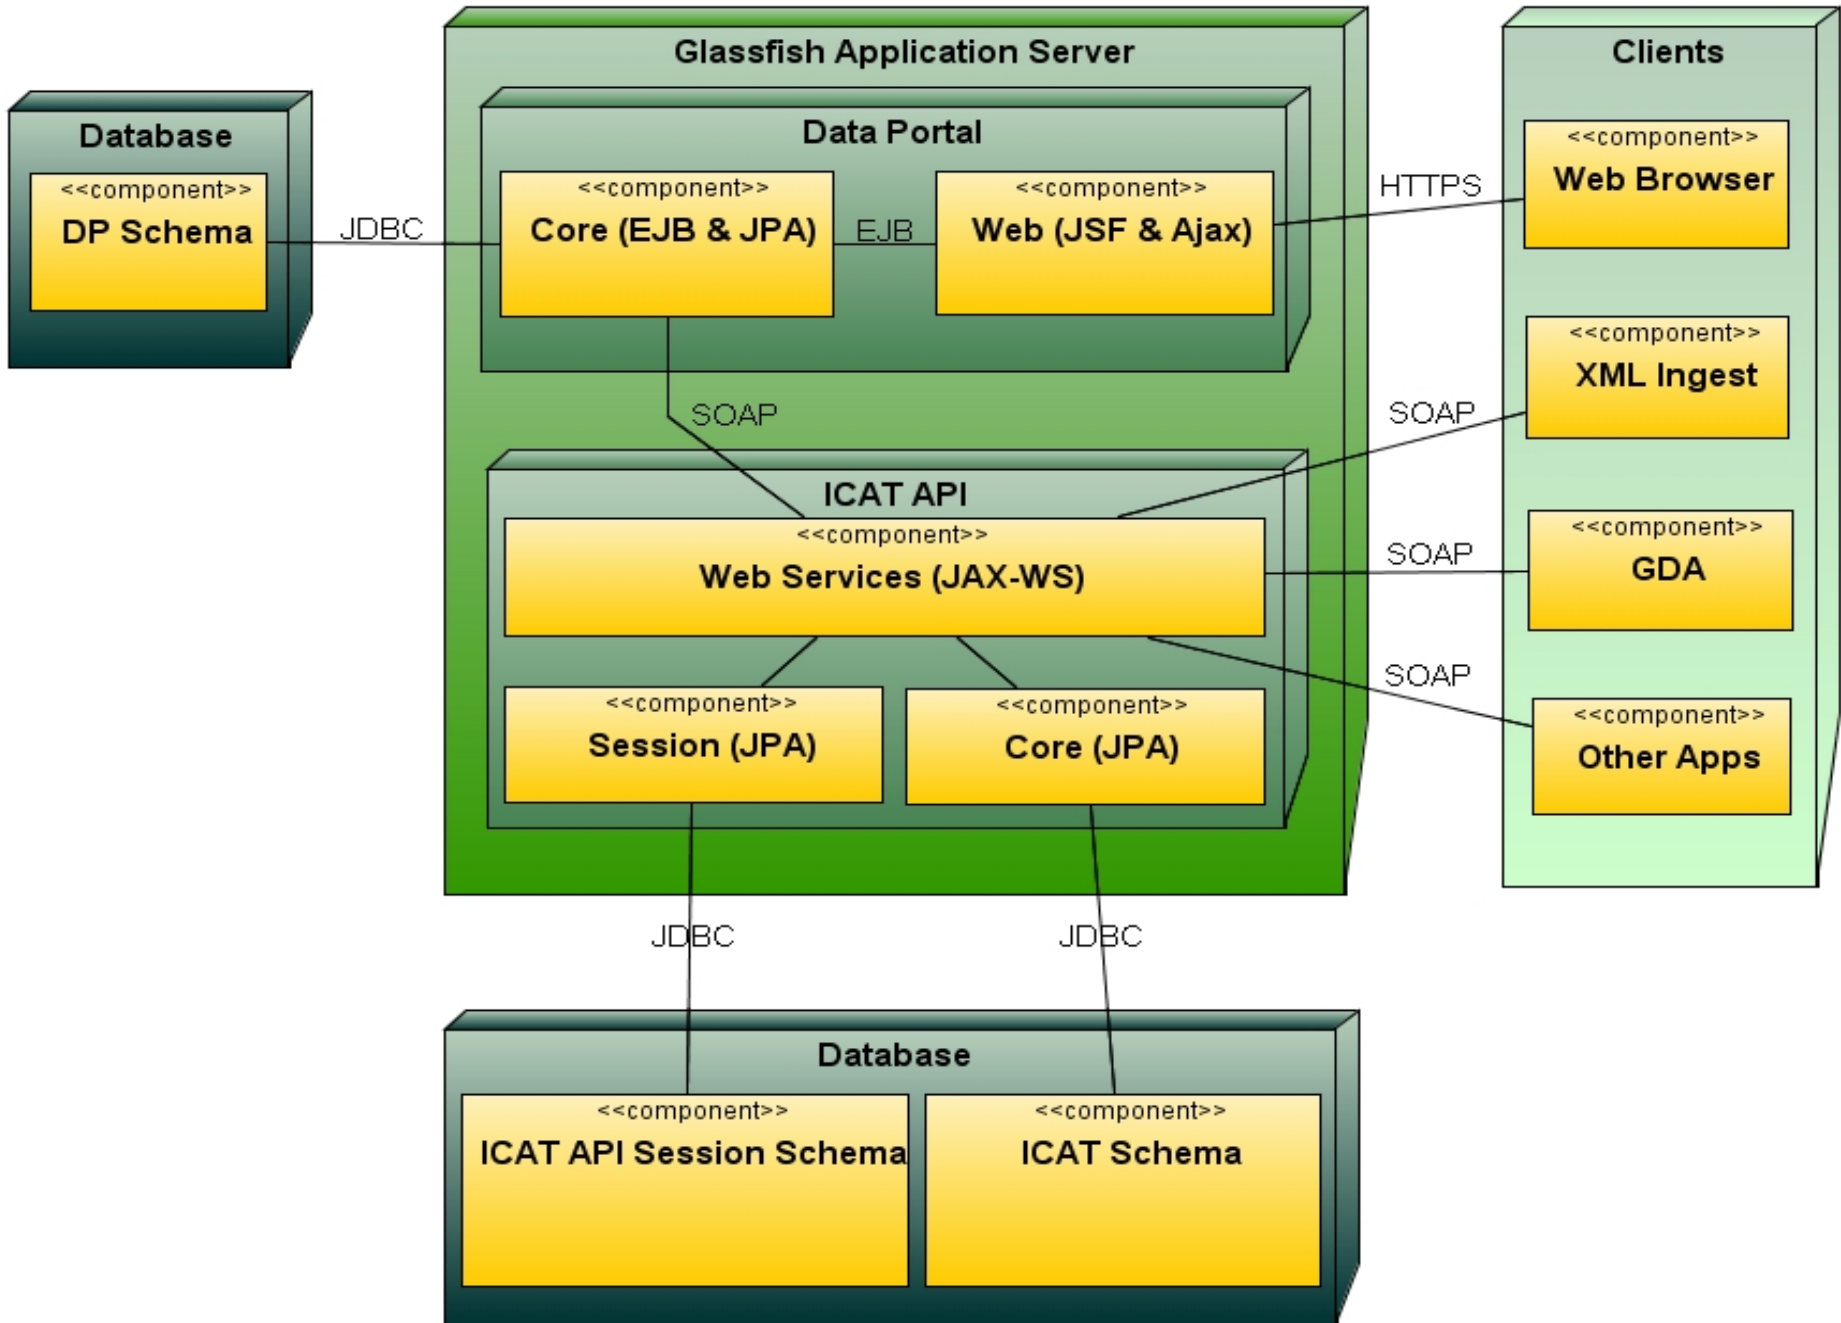 Glassfish Application Server
Clients
Database
Data Portal
<<component>>
DP Schema
JDBC
<<component>>
Core (EJB & JPA)
EJB
<<component>>
Web (JSF & Ajax)
HTTPS
<<component>>
Web Browser
<<component>>
XML Ingest
SOAP
SOAP
ICAT API
<<component>>
Web Services (JAX-WS)
SOAP
<<component>>
GDA
SOAP
<<component>>
Session (JPA)
<<component>>
Core (JPA)
<<component>>
Other Apps
JDBC
JDBC
Database
<<component>>
ICAT API Session Schema
<<component>>
ICAT Schema